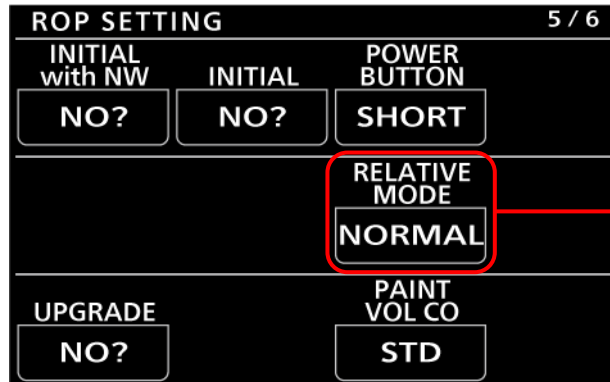 ROP SETTING 5/6
INITIAL
with NW
INITIAL
POWER
BUTTON
NO?
NO?
SHORT
RELATIVE
MODE
NORMAL
UPGRADE
PAINT
VOL CO
NO?
STD